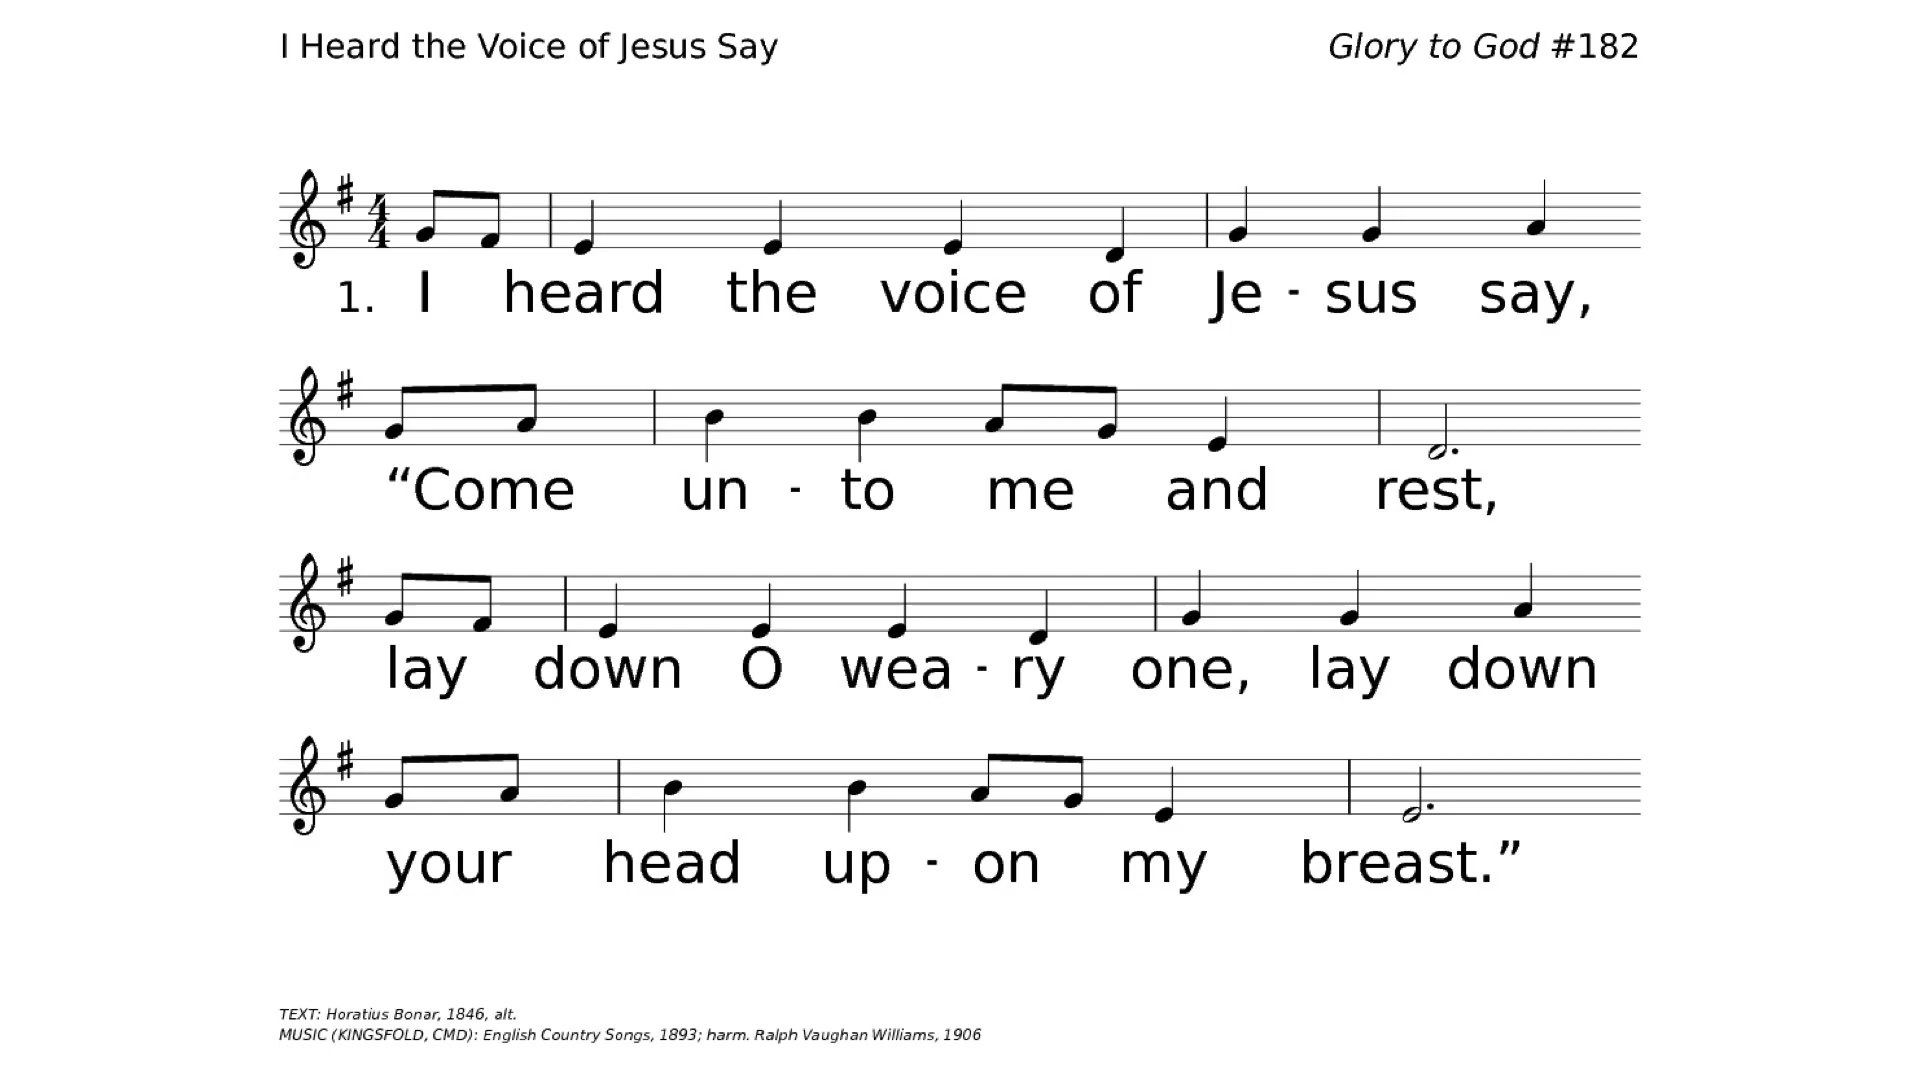 I Heard the Voice of Jesus Say
Glory to God #182
4
4
1. I heard the voice of Je - sus say,
“Come un - to me and rest,
lay down O wea - ry one, lay down
your head up - on my breast.”
TEXT: Horatius Bonar, 1846, alt.
MUSIC (KINGSFOLD, CMD): English Country Songs, 1893; harm. Ralph Vaughan Williams, 1906